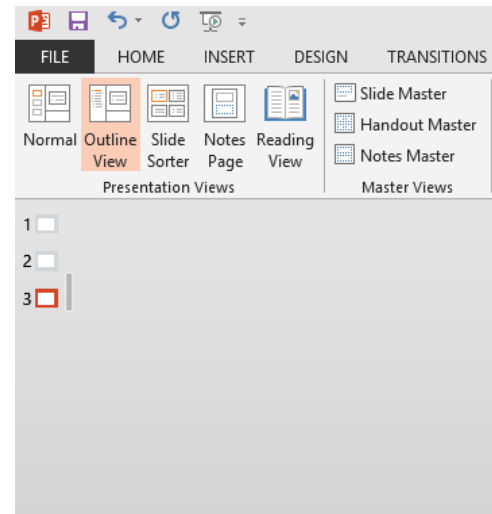 FILE HOME INSERT DESIGN TRANSITIONS
Normal Outline View Slide Sorter Notes Page Reading View
Slide Master
Handout Master
Notes Master
Presentation Views Master Views
1
2
3